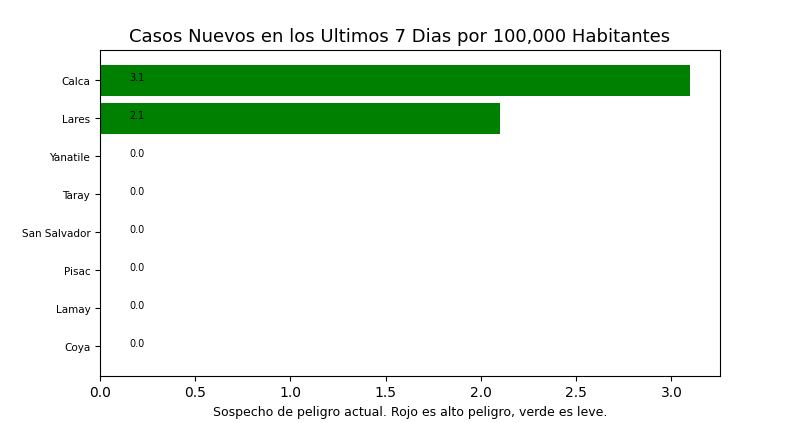 Casos Nuevos en los Ultimos 7 Dias por 100,000 Habitantes
Calca 3.1
Lares 2.1
Yanatile 0.0
Taray 0.0
San Salvador 0.0
Pisac 0.0
Lamay 0.0
Coya 0.0
0.0 0.5 1.0 1.5 2.0 2.5 3.0
Sospecho de peligro actual. Rojo es alto peligro, verde es leve.